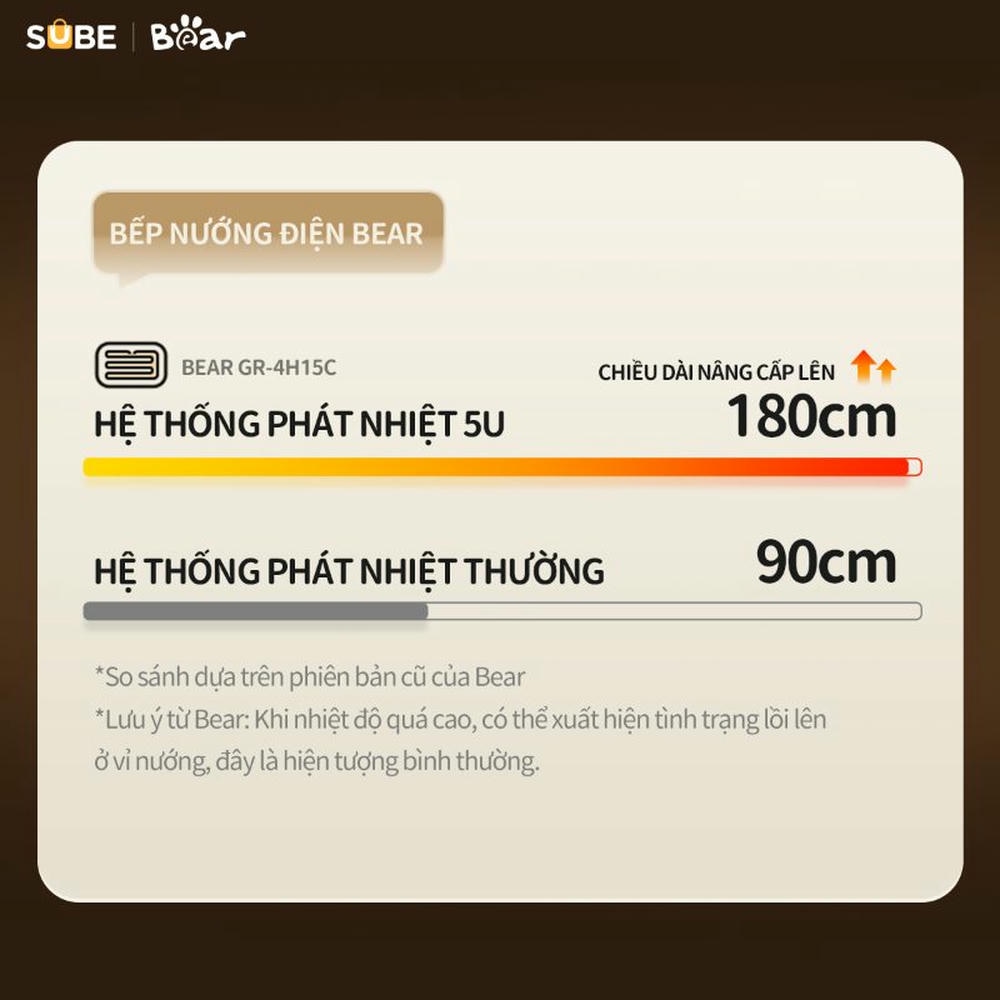 SUBE | Bear
BẾP NƯỚNG ĐIỆN BEAR
BEAR GR-4H15C
CHIỀU DÀI NÂNG CẤP LÊN
HỆ THỐNG PHÁT NHIỆT 5U
180cm
HỆ THỐNG PHÁT NHIỆT THƯỜNG
90cm
*So sánh dựa trên phiên bản cũ của Bear
*Lưu ý từ Bear: Khi nhiệt độ quá cao, có thể xuất hiện tình trạng lồi lên
ở vỉ nướng, đây là hiện tượng bình thường.